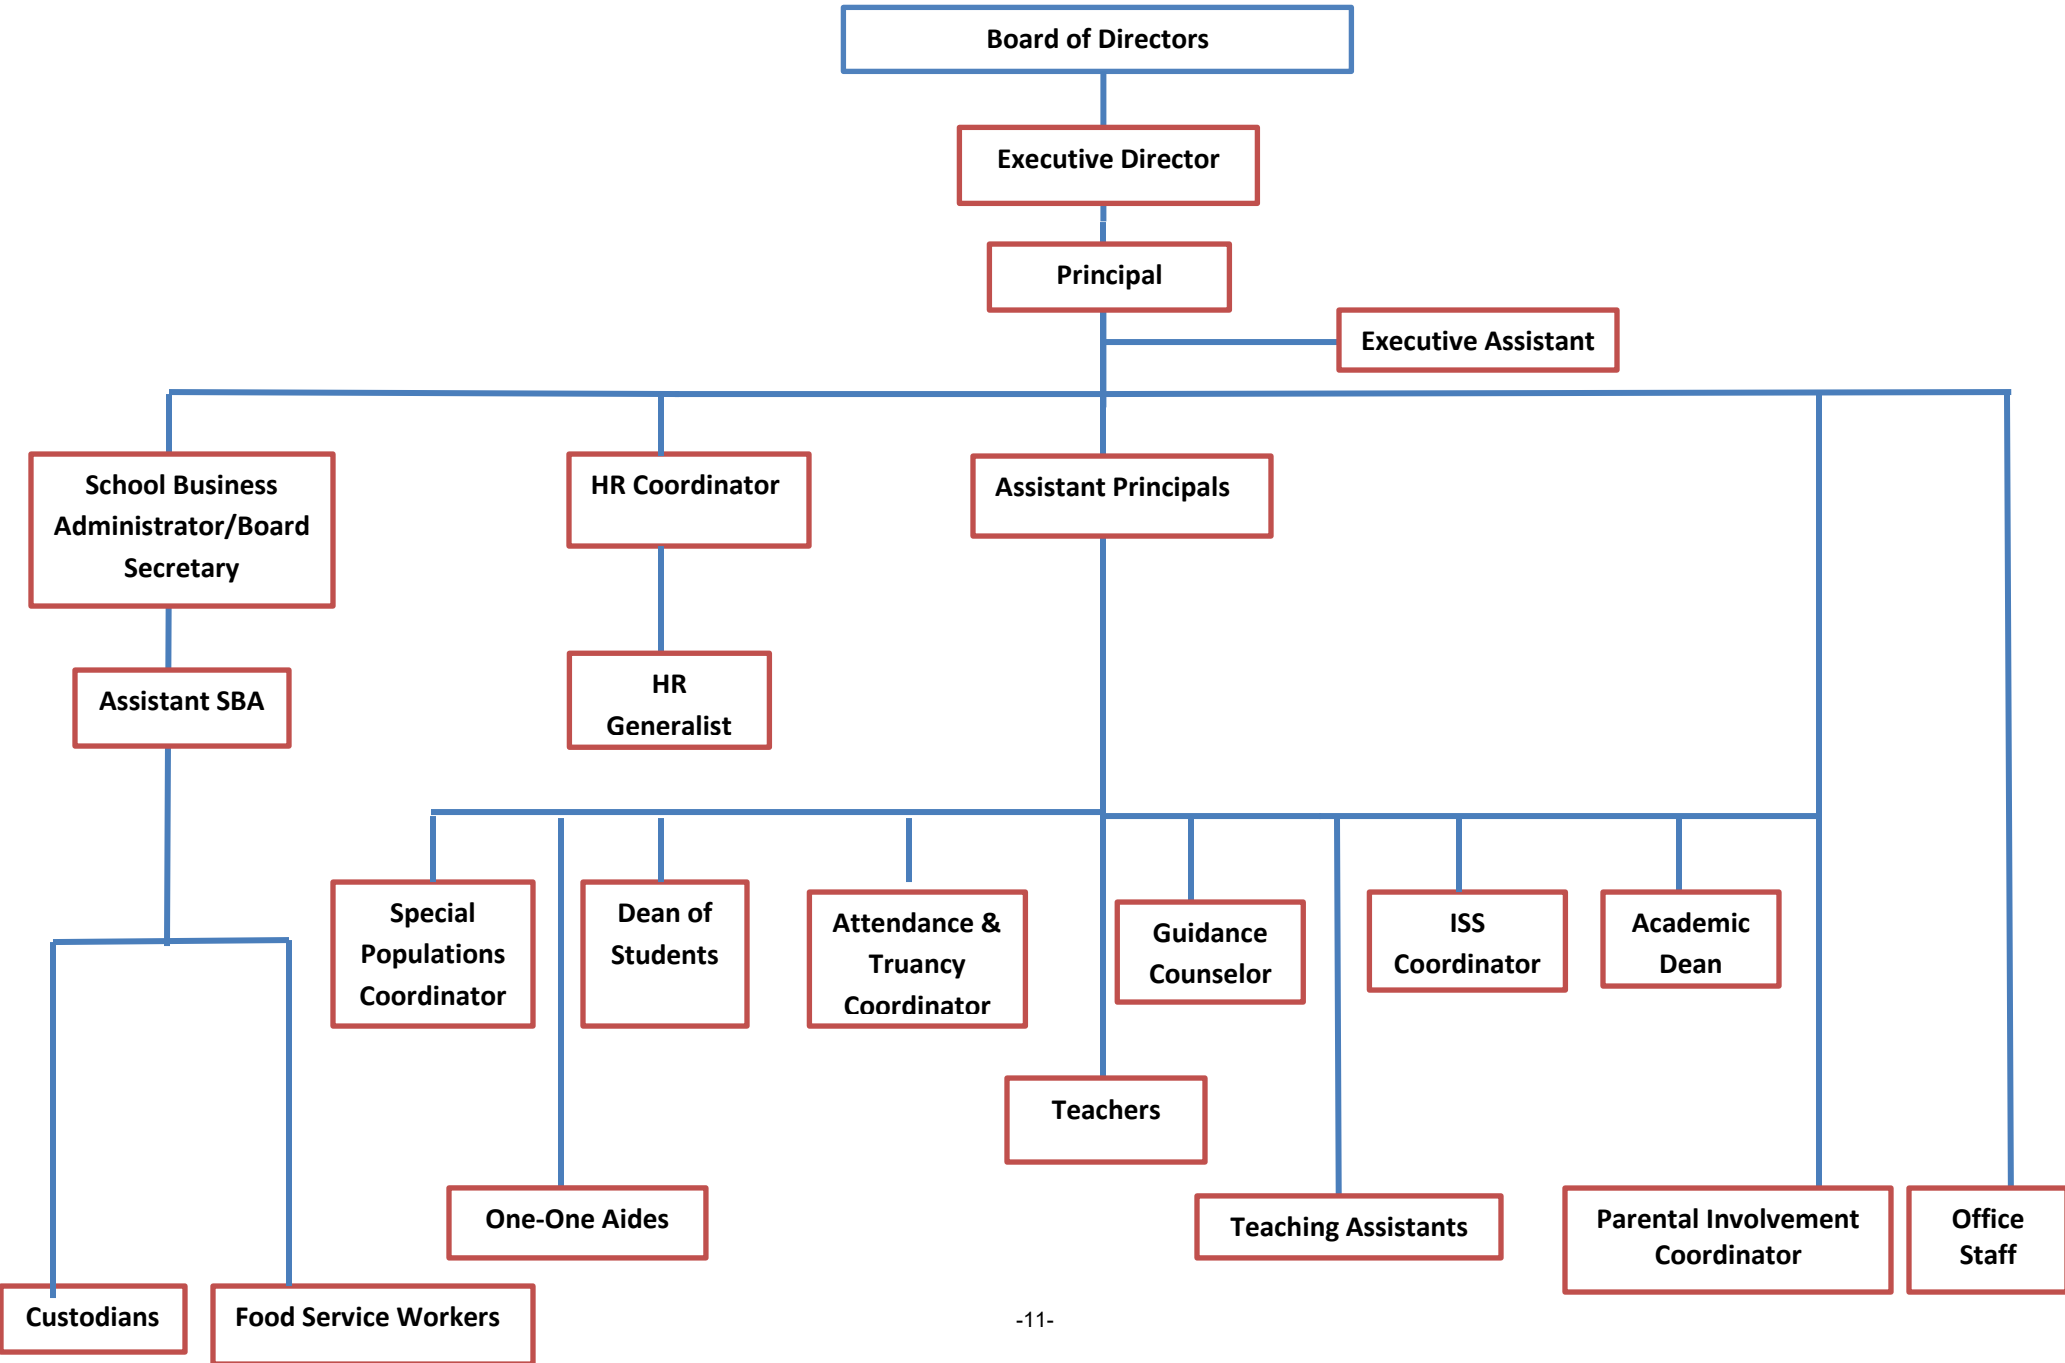 Board of Directors
Executive Director
Principal
Executive Assistant
School Business
Administrator/Board
Secretary
HR Coordinator
Assistant Principals
Assistant SBA
HR
Generalist
Special
Populations
Coordinator
Dean of
Students
Attendance &
Truancy
Coordinator
Guidance
Counselor
ISS
Coordinator
Academic
Dean
Teachers
One-One Aides
Teaching Assistants
Parental Involvement
Coordinator
Office
Staff
Custodians
Food Service Workers
-11-